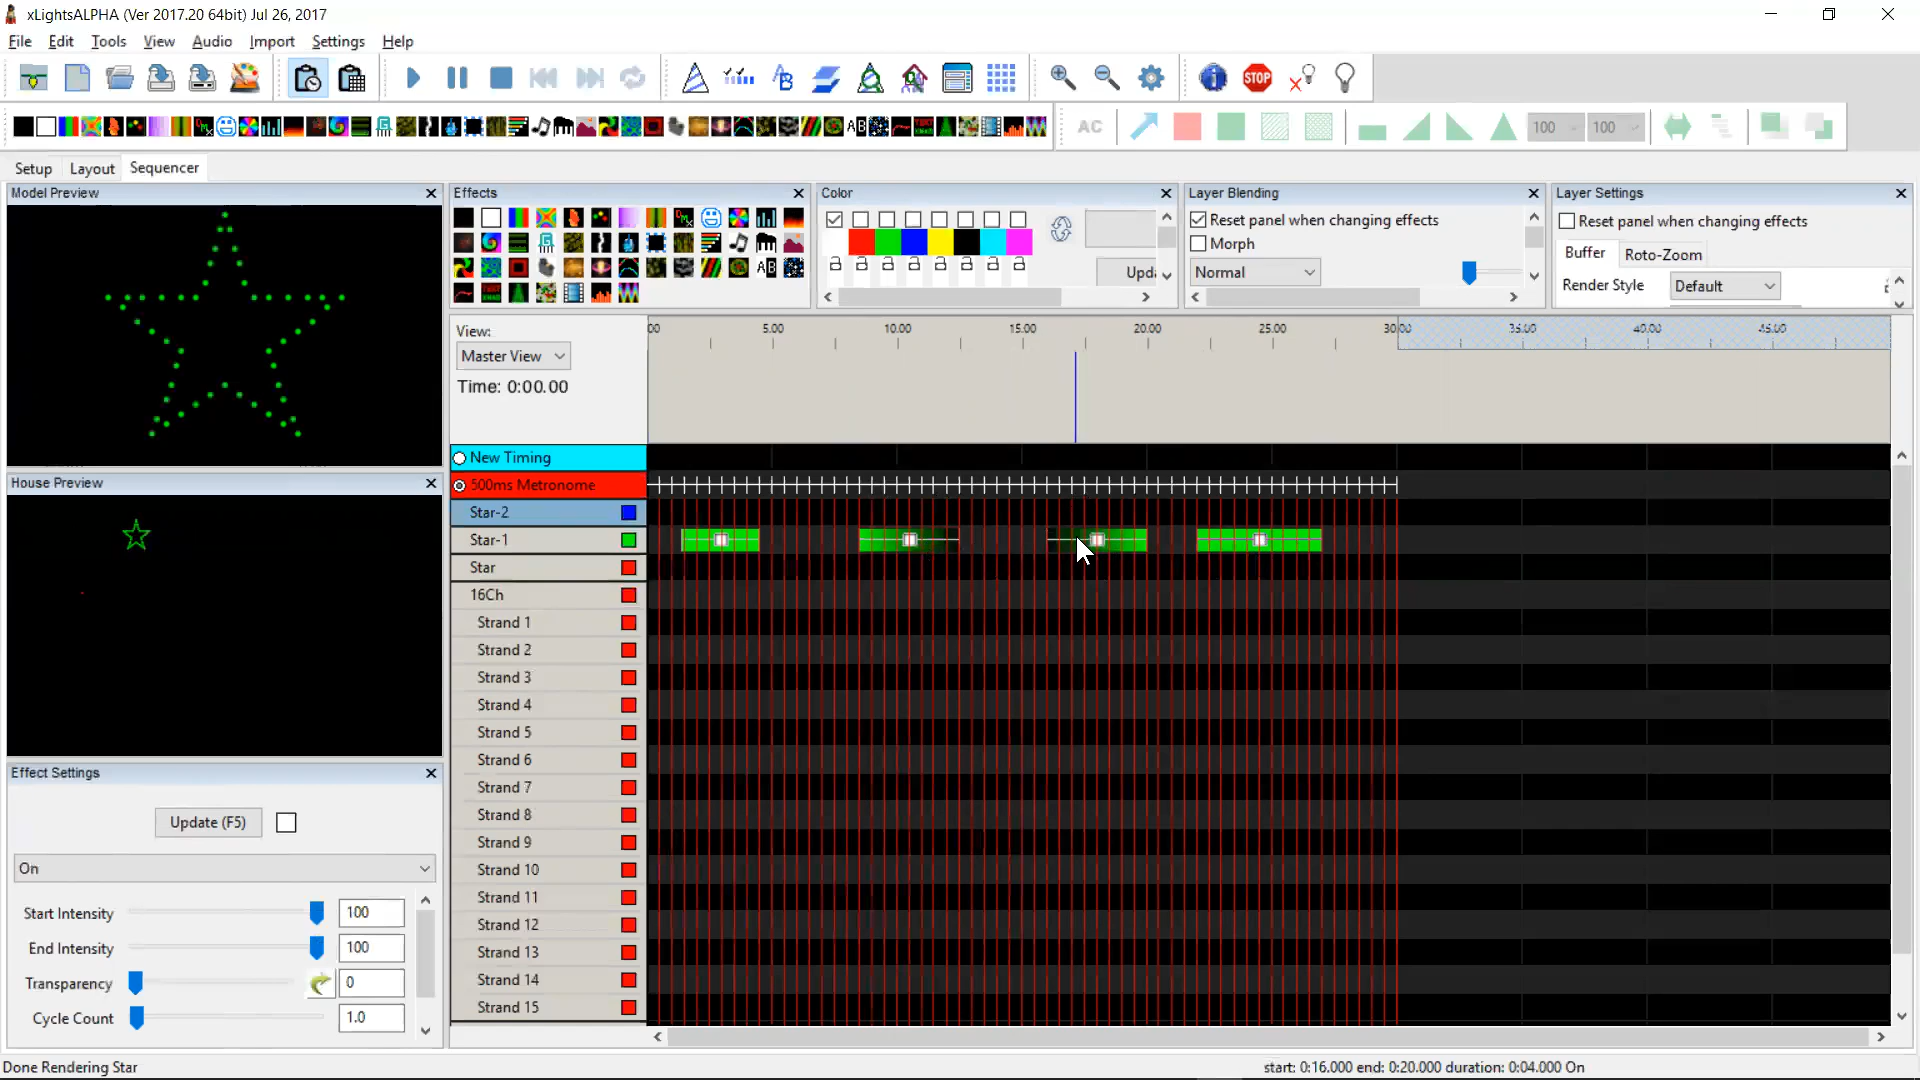 xLightsALPHA (Ver 2017.20 64bit) Jul 26, 2017
File Edit Tools View Audio Import Settings Help
AC 100 100
Setup Layout Sequencer
Model Preview
Effects
Color
Upda
Layer Blending
Reset panel when changing effects
Morph
Normal
Layer Settings
Reset panel when changing effects
Buffer Roto-Zoom
Render Style Default
View:
Master View
Time: 0:00.00
00 5.00 10.00 15.00 20.00 25.00 30.00 35.00 40.00 45.00
New Timing
500ms Metronome
Star-2
Star-1
Star
16Ch
Strand 1
Strand 2
Strand 3
Strand 4
Strand 5
Strand 6
Strand 7
Strand 8
Strand 9
Strand 10
Strand 11
Strand 12
Strand 13
Strand 14
Strand 15
House Preview
Effect Settings
Update (F5)
On
Start Intensity 100
End Intensity 100
Transparency 0
Cycle Count 1.0
Done Rendering Star
start: 0:16.000 end: 0:20.000 duration: 0:04.000 On